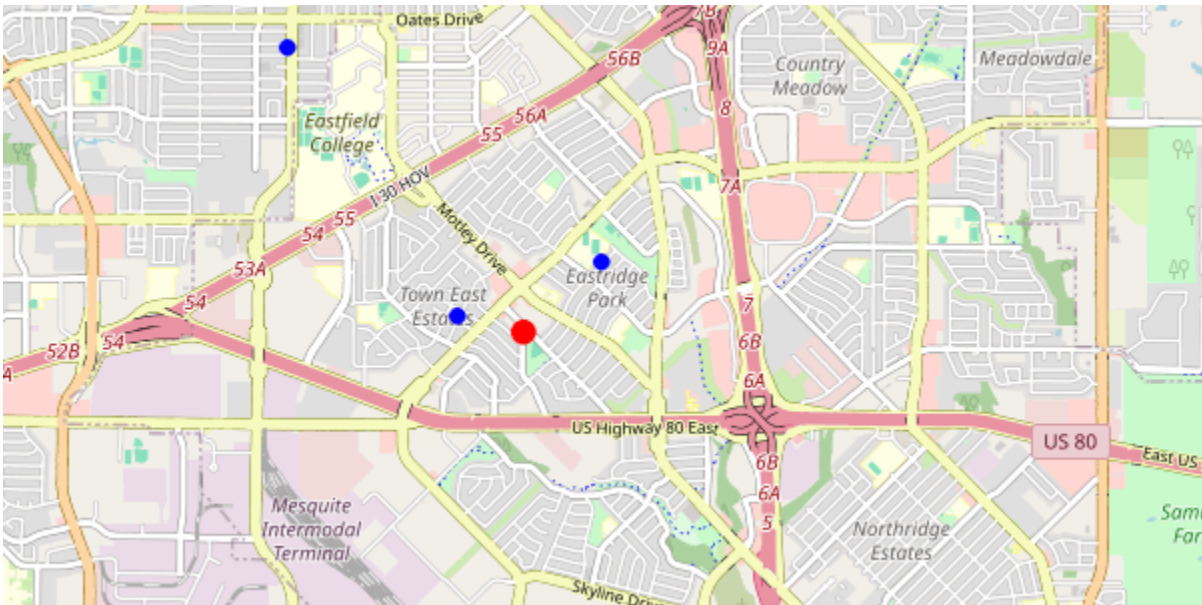 Oates Drive
7B
9A
56B
Country
Meadow
Meadowdale
8
56A
Eastfield
College
55
7A
I 30 HOV
55
54
Motley Drive
53A
Eastridge
Park
54
Town East
Estates
7
54
52B
A
6B
6A
US Highway 80 East
US 80
East US
6B
6A
5
Mesquite
Intermodal
Terminal
Northridge
Estates
Skyline Driv